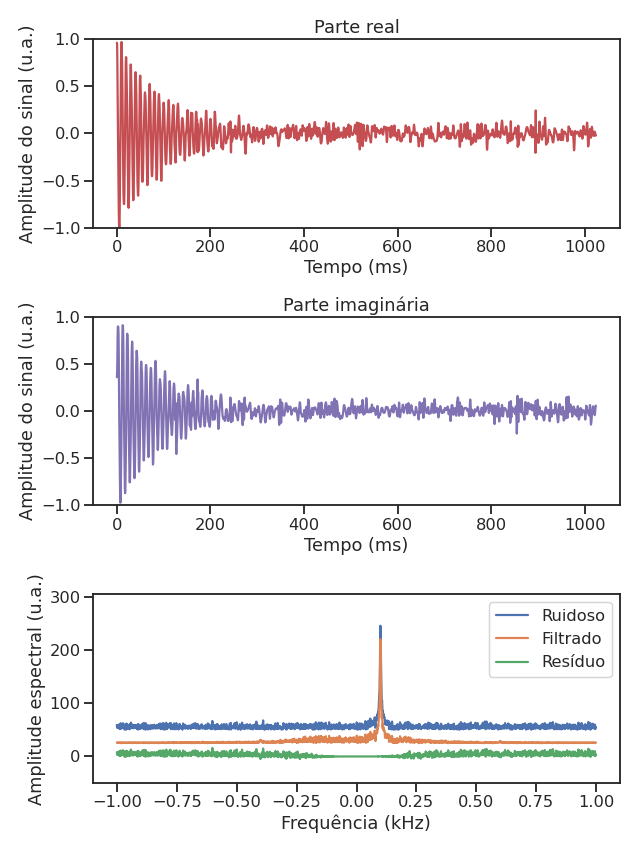 Parte real
Amplitude do sinal (u.a.)
1.0
0.5
0.0
−0.5
−1.0
0 200 400 600 800 1000
Tempo (ms)
Parte imaginária
Amplitude do sinal (u.a.)
1.0
0.5
0.0
−0.5
−1.0
0 200 400 600 800 1000
Tempo (ms)
Amplitude espectral (u.a.)
300
200
100
0
Ruidoso
Filtrado
Resíduo
−1.00 −0.75 −0.50 −0.25 0.00 0.25 0.50 0.75 1.00
Frequência (kHz)